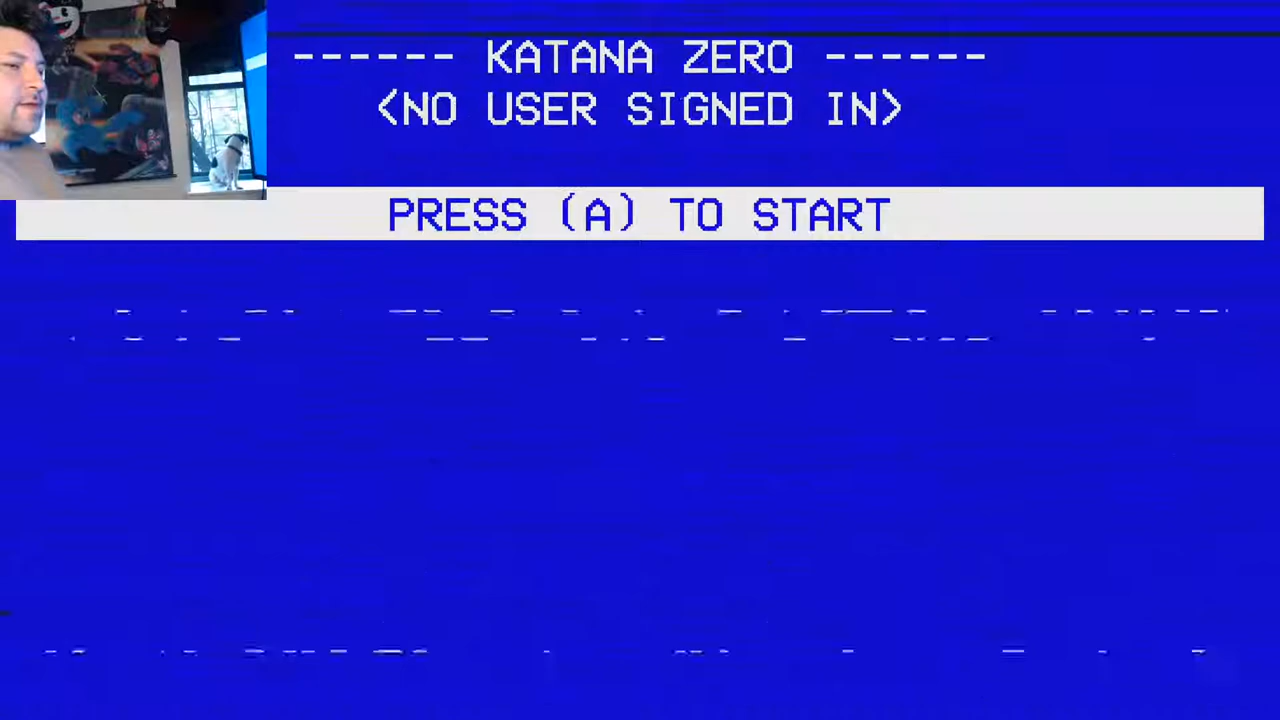 ------ KATANA ZERO ------
<NO USER SIGNED IN>
PRESS (A) TO START